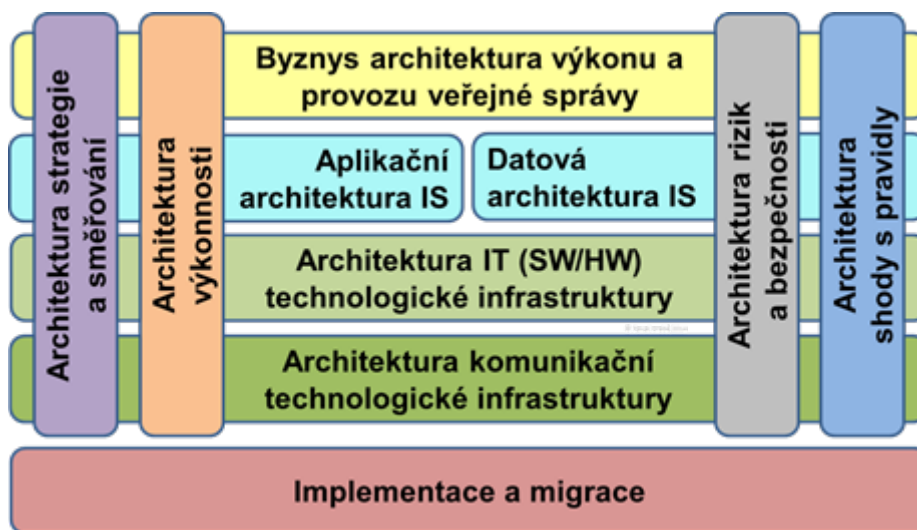 Architektura strategie
a směřování
Architektura
výkonnosti
Byznys architektura výkonu a
provozu veřejné správy
Aplikační
architektura IS
Datová
architektura IS
Architektura IT (SW/HW)
technologické infrastruktury
Architektura komunikační
technologické infrastruktury
Architektura rizik
a bezpečnosti
Architektura
shody s pravidly
Implementace a migrace